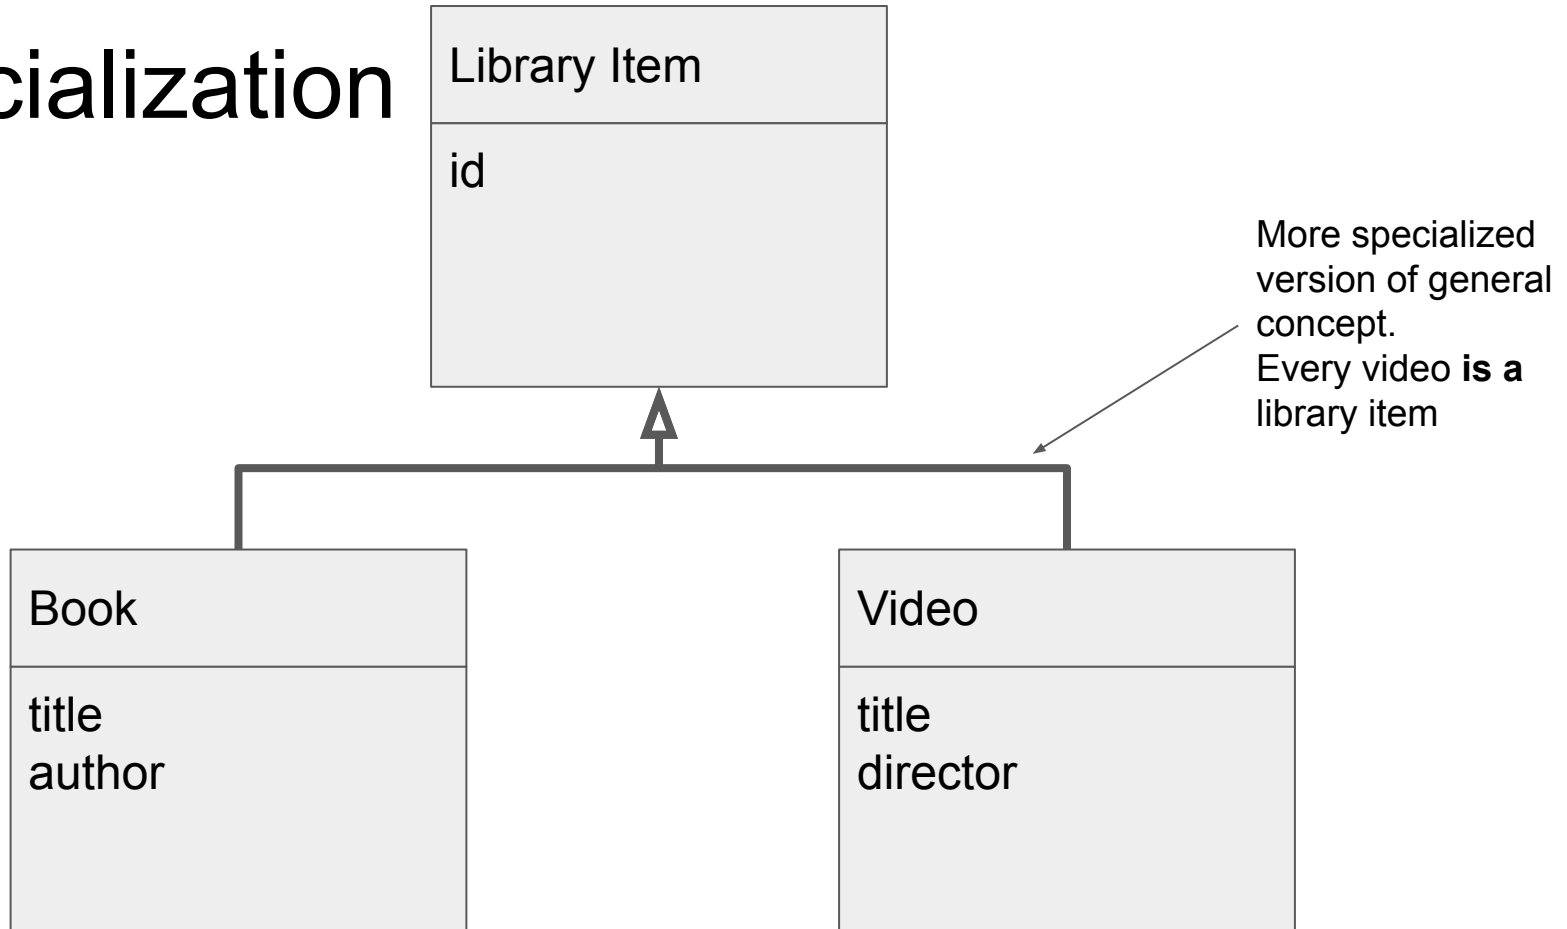 cialization
Library Item
id
More specialized
version of general
concept.
Every video is a
library item
Book
title
author
Video
title
director